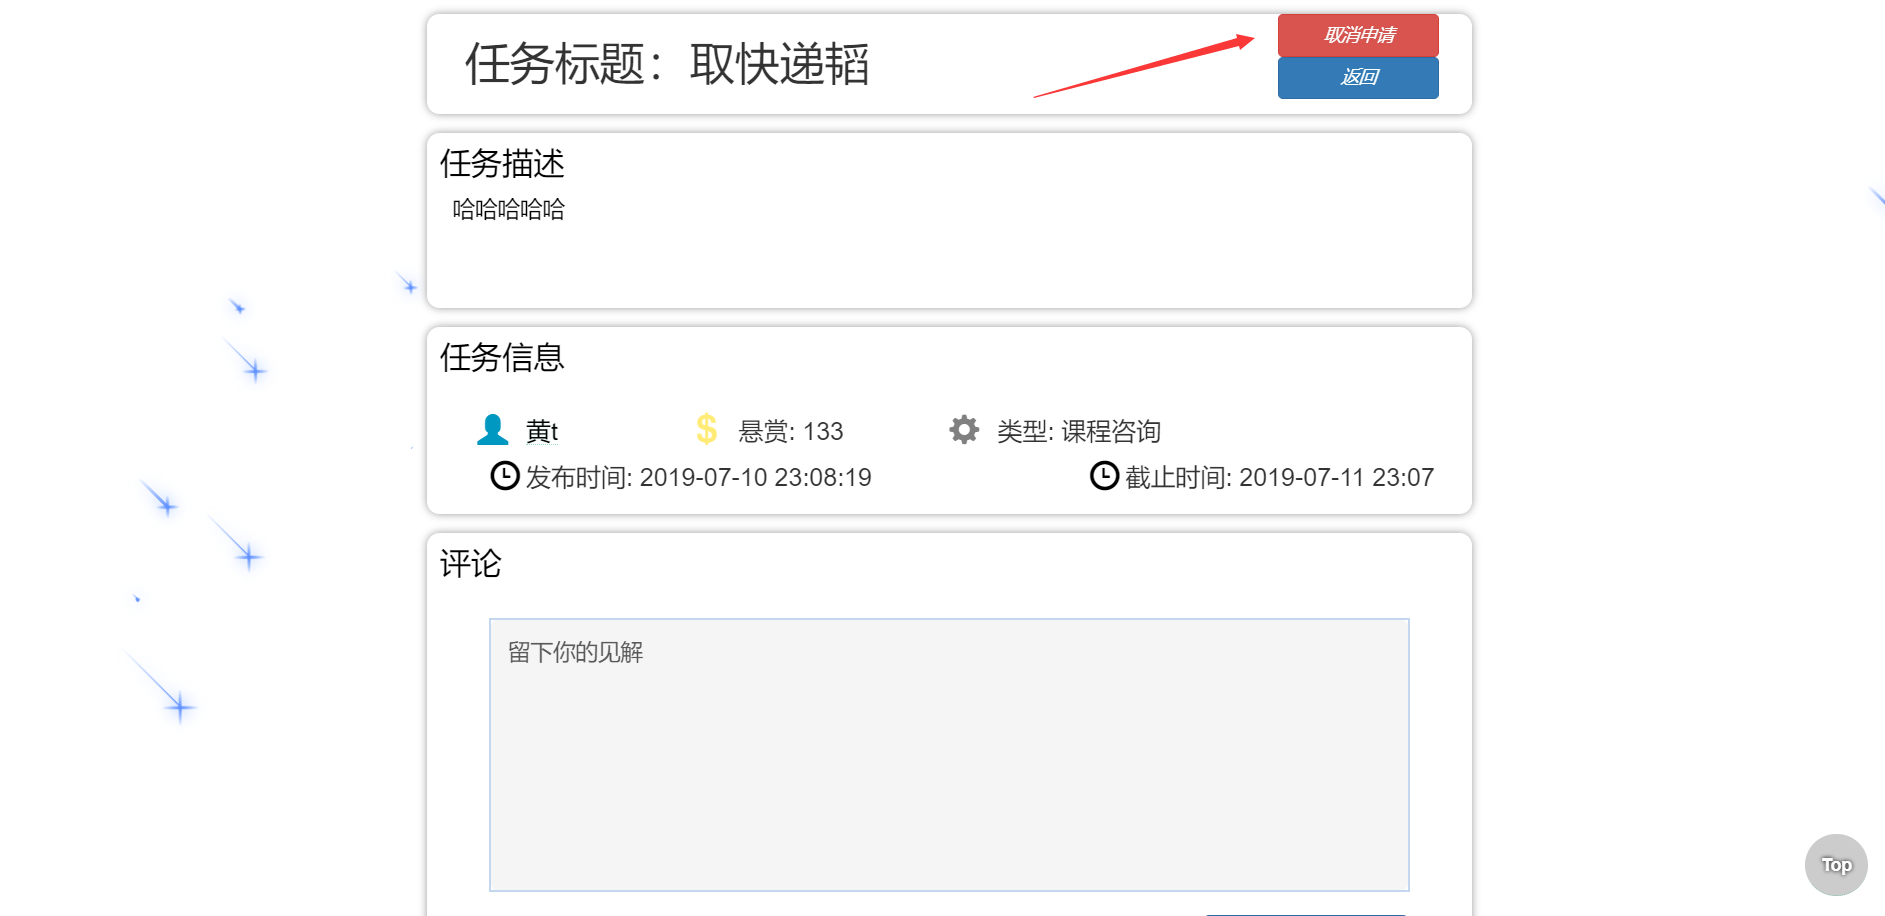 任务标题：取快递韬
取消申请
返回
任务描述
哈哈哈哈哈
任务信息
黄t
悬赏: 133
类型: 课程咨询
发布时间: 2019-07-10 23:08:19
截止时间: 2019-07-11 23:07
评论
留下你的见解
Top